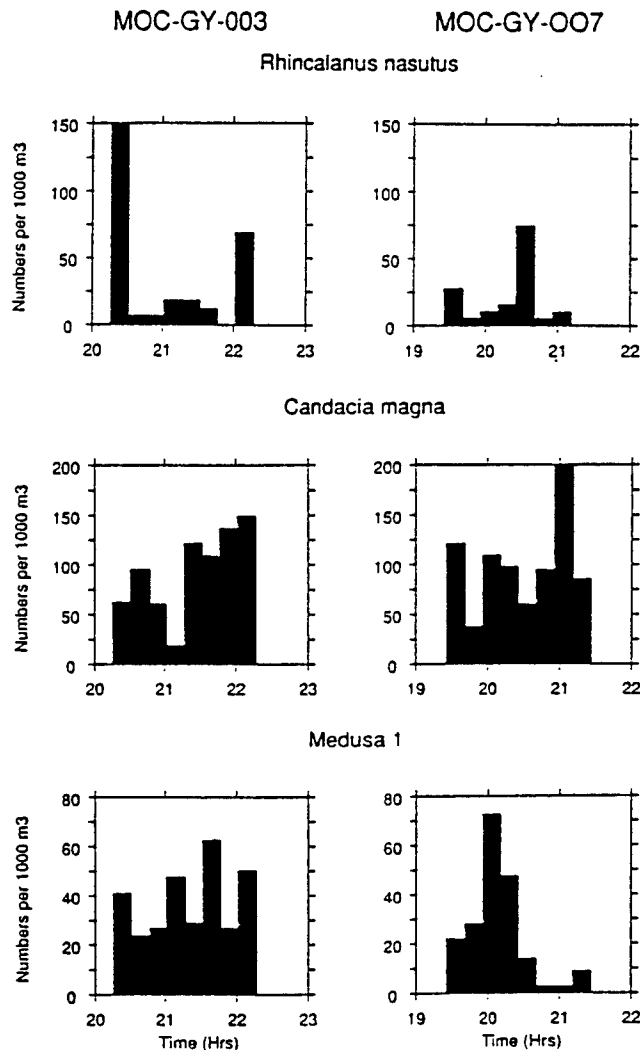 MOC-GY-003 MOC-GY-OO7
Rhincalanus nasutus
Numbers per 1000 m3
150
100
50
0
20 21 22 23
150
100
50
0
19 20 21 22
Candacia magna
Numbers per 1000 m3
200
150
100
50
0
20 21 22 23
200
150
100
50
0
19 20 21 22
Medusa 1
Numbers per 1000 m3
80
60
40
20
0
20 21 22 23
Time (Hrs)
80
60
40
20
0
19 20 21 22
Time (Hrs)